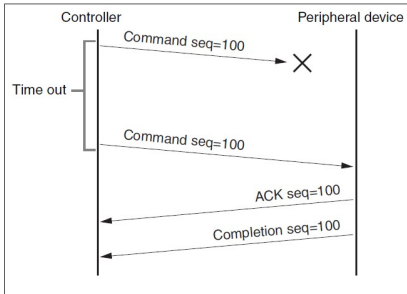 Controller
Peripheral device
Command seq=100
Time out
Command seq=100
ACK seq=100
Completion seq=100